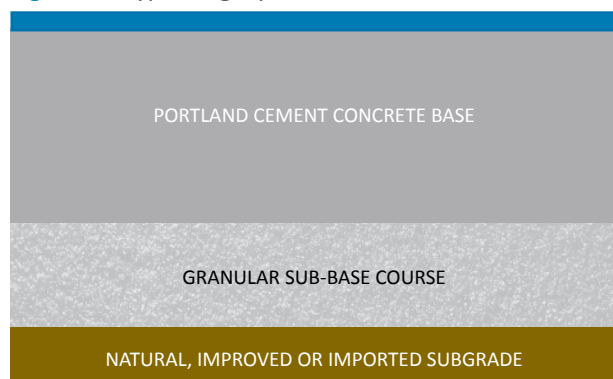 PORTLAND CEMENT CONCRETE BASE
GRANULAR SUB-BASE COURSE
NATURAL, IMPROVED OR IMPORTED SUBGRADE